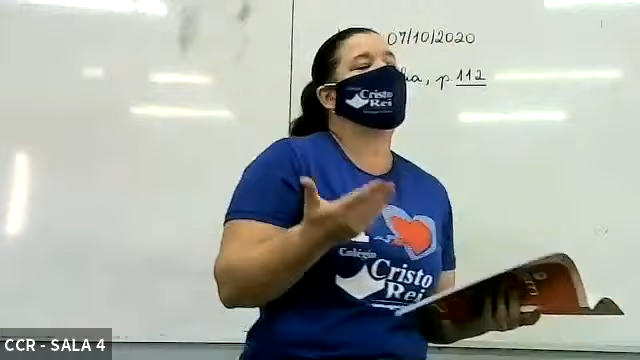 07/10/2020
p. 112
Cristo
Rei
Colégio
Cristo
Rei
CCR - SALA 4